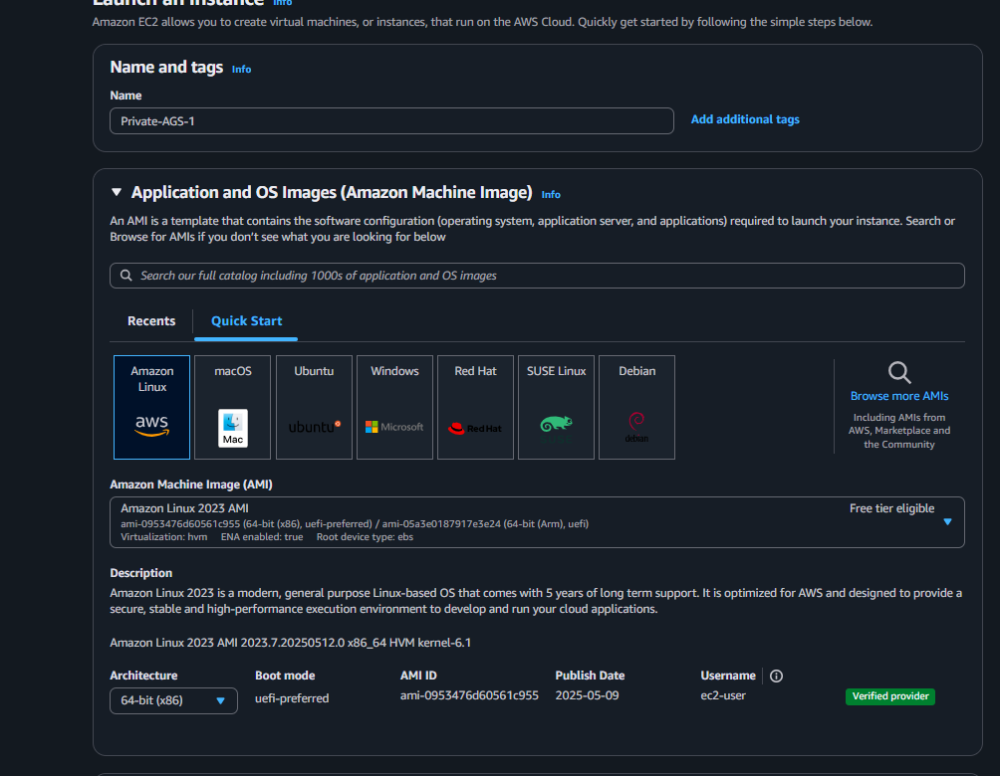 Launch an instance Info
Amazon EC2 allows you to create virtual machines, or instances, that run on the AWS Cloud. Quickly get started by following the simple steps below.
Name and tags Info
Name
Private-AGS-1
Add additional tags
Application and OS Images (Amazon Machine Image) Info
An AMI is a template that contains the software configuration (operating system, application server, and applications) required to launch your instance. Search or
Browse for AMIs if you don't see what you are looking for below
Search our full catalog including 1000s of application and OS images
Recents
Quick Start
Amazon
Linux
aws
macOS
Mac
Ubuntu
ubuntu
Windows
Microsoft
Red Hat
Red Hat
SUSE Linux
Debian
debian
Browse more AMIs
Including AMIs from
AWS, Marketplace and
the Community
Amazon Machine Image (AMI)
Amazon Linux 2023 AMI
Free tier eligible
ami-0953476d60561c955 (64-bit (x86), uefi-preferred) / ami-05a3e0187917e3e24 (64-bit (Arm), uefi)
Virtualization: hvm ENA enabled: true Root device type: ebs
Description
Amazon Linux 2023 is a modern, general purpose Linux-based OS that comes with 5 years of long term support. It is optimized for AWS and designed to provide a
secure, stable and high-performance execution environment to develop and run your cloud applications.
Amazon Linux 2023 AMI 2023.7.20250512.0 x86_64 HVM kernel-6.1
Architecture Boot mode AMI ID Publish Date Username
64-bit (x86) uefi-preferred ami-0953476d60561c955 2025-05-09 ec2-user Verified provider